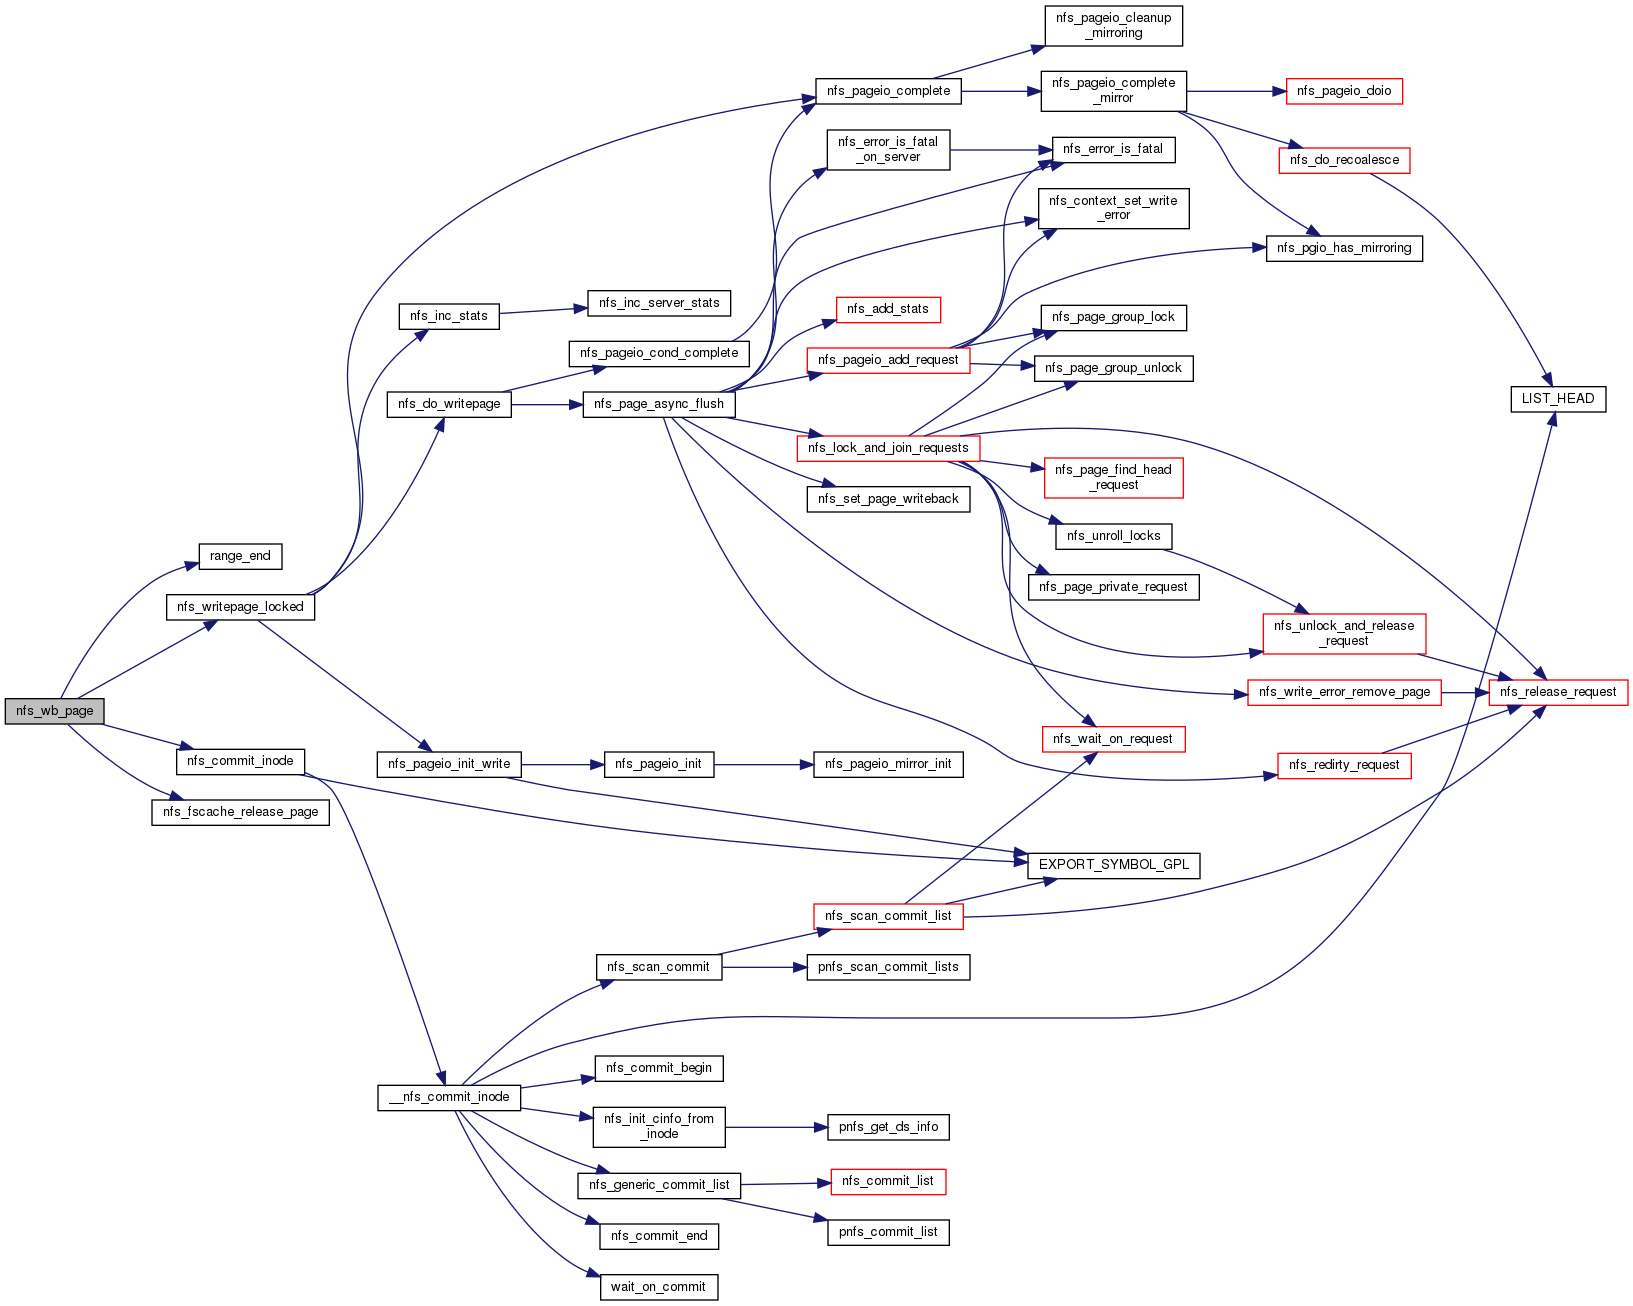 nfs_pageio_cleanup
_mirroring
nfs_pageio_complete
nfs_pageio_complete
_mirror
nfs_pageio_doio
nfs_error_is_fatal
_on_server
nfs_error_is_fatal
nfs_do_recoalesce
nfs_context_set_write
_error
nfs_pgio_has_mirroring
nfs_inc_stats
nfs_inc_server_stats
nfs_add_stats
nfs_page_group_lock
nfs_pageio_cond_complete
nfs_pageio_add_request
nfs_page_group_unlock
nfs_do_writepage
nfs_page_async_flush
LIST_HEAD
nfs_lock_and_join_requests
nfs_page_find_head
_request
nfs_set_page_writeback
nfs_unroll_locks
range_end
nfs_page_private_request
nfs_writepage_locked
nfs_unlock_and_release
_request
nfs_write_error_remove_page
nfs_release_request
nfs_wb_page
nfs_wait_on_request
nfs_commit_inode
nfs_pageio_init_write
nfs_pageio_init
nfs_pageio_mirror_init
nfs_redirty_request
nfs_fscache_release_page
EXPORT_SYMBOL_GPL
nfs_scan_commit_list
nfs_scan_commit
pnfs_scan_commit_lists
nfs_commit_begin
__nfs_commit_inode
nfs_init_cinfo_from
_inode
pnfs_get_ds_info
nfs_generic_commit_list
nfs_commit_list
nfs_commit_end
pnfs_commit_list
wait_on_commit